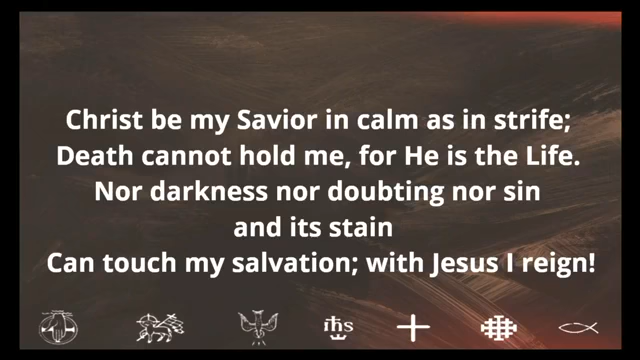 Christ be my Savior in calm as in strife;
Death cannot hold me, for He is the Life.
Nor darkness nor doubting nor sin
and its stain
Can touch my salvation; with Jesus I reign!
ihs